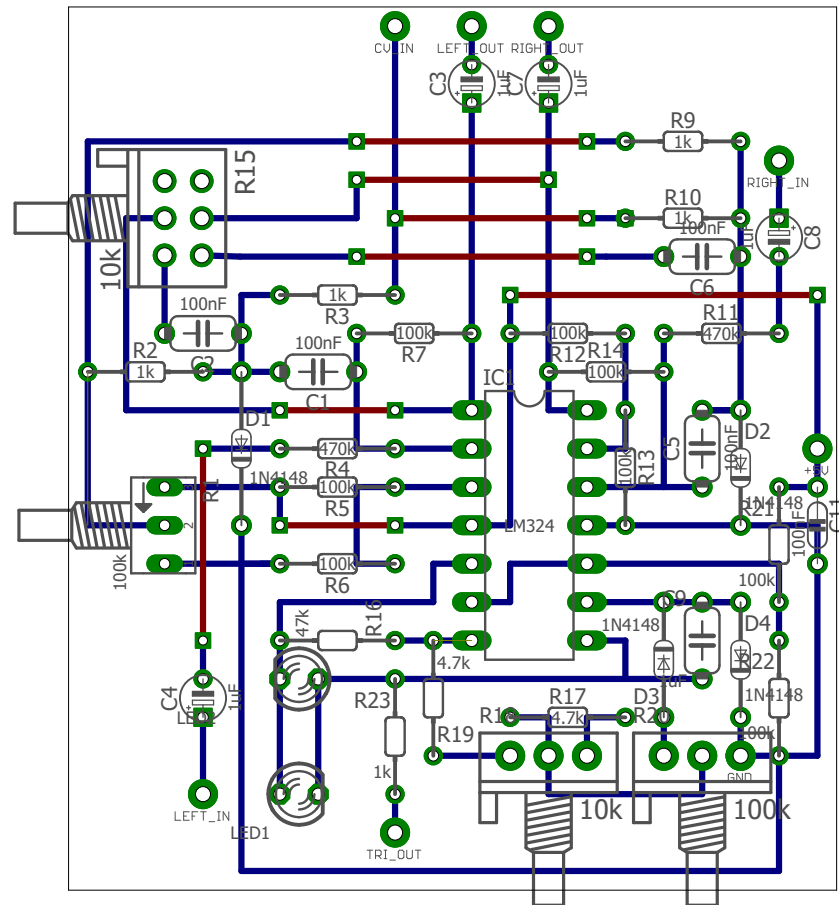 CV_IN
LEFT_OUT
RIGHT_OUT
C3
1uF
C7
1uF
R9
1k
R15
10k
RIGHT_IN
R10
1k
100nF
C6
1uF
C8
100nF
C2
1k
R3
R11
470k
R2
1k
100nF
C1
100k
R7
100k
R12
R14
100k
IC1
LM324
D1
1N4148
470k
R4
100k
R5
100k
R6
R13
100k
C5
100nF
D2
1N4148
+9V
R21
100k
100nF
C11
R1
2
100k
47k
R16
4.7k
R19
1N4148
C9
1uF
D4
R22
1N4148
100k
D3
C4
1uF
R23
1k
R17
4.7k
10k
100k
GND
LEFT_IN
LED1
TRI_OUT